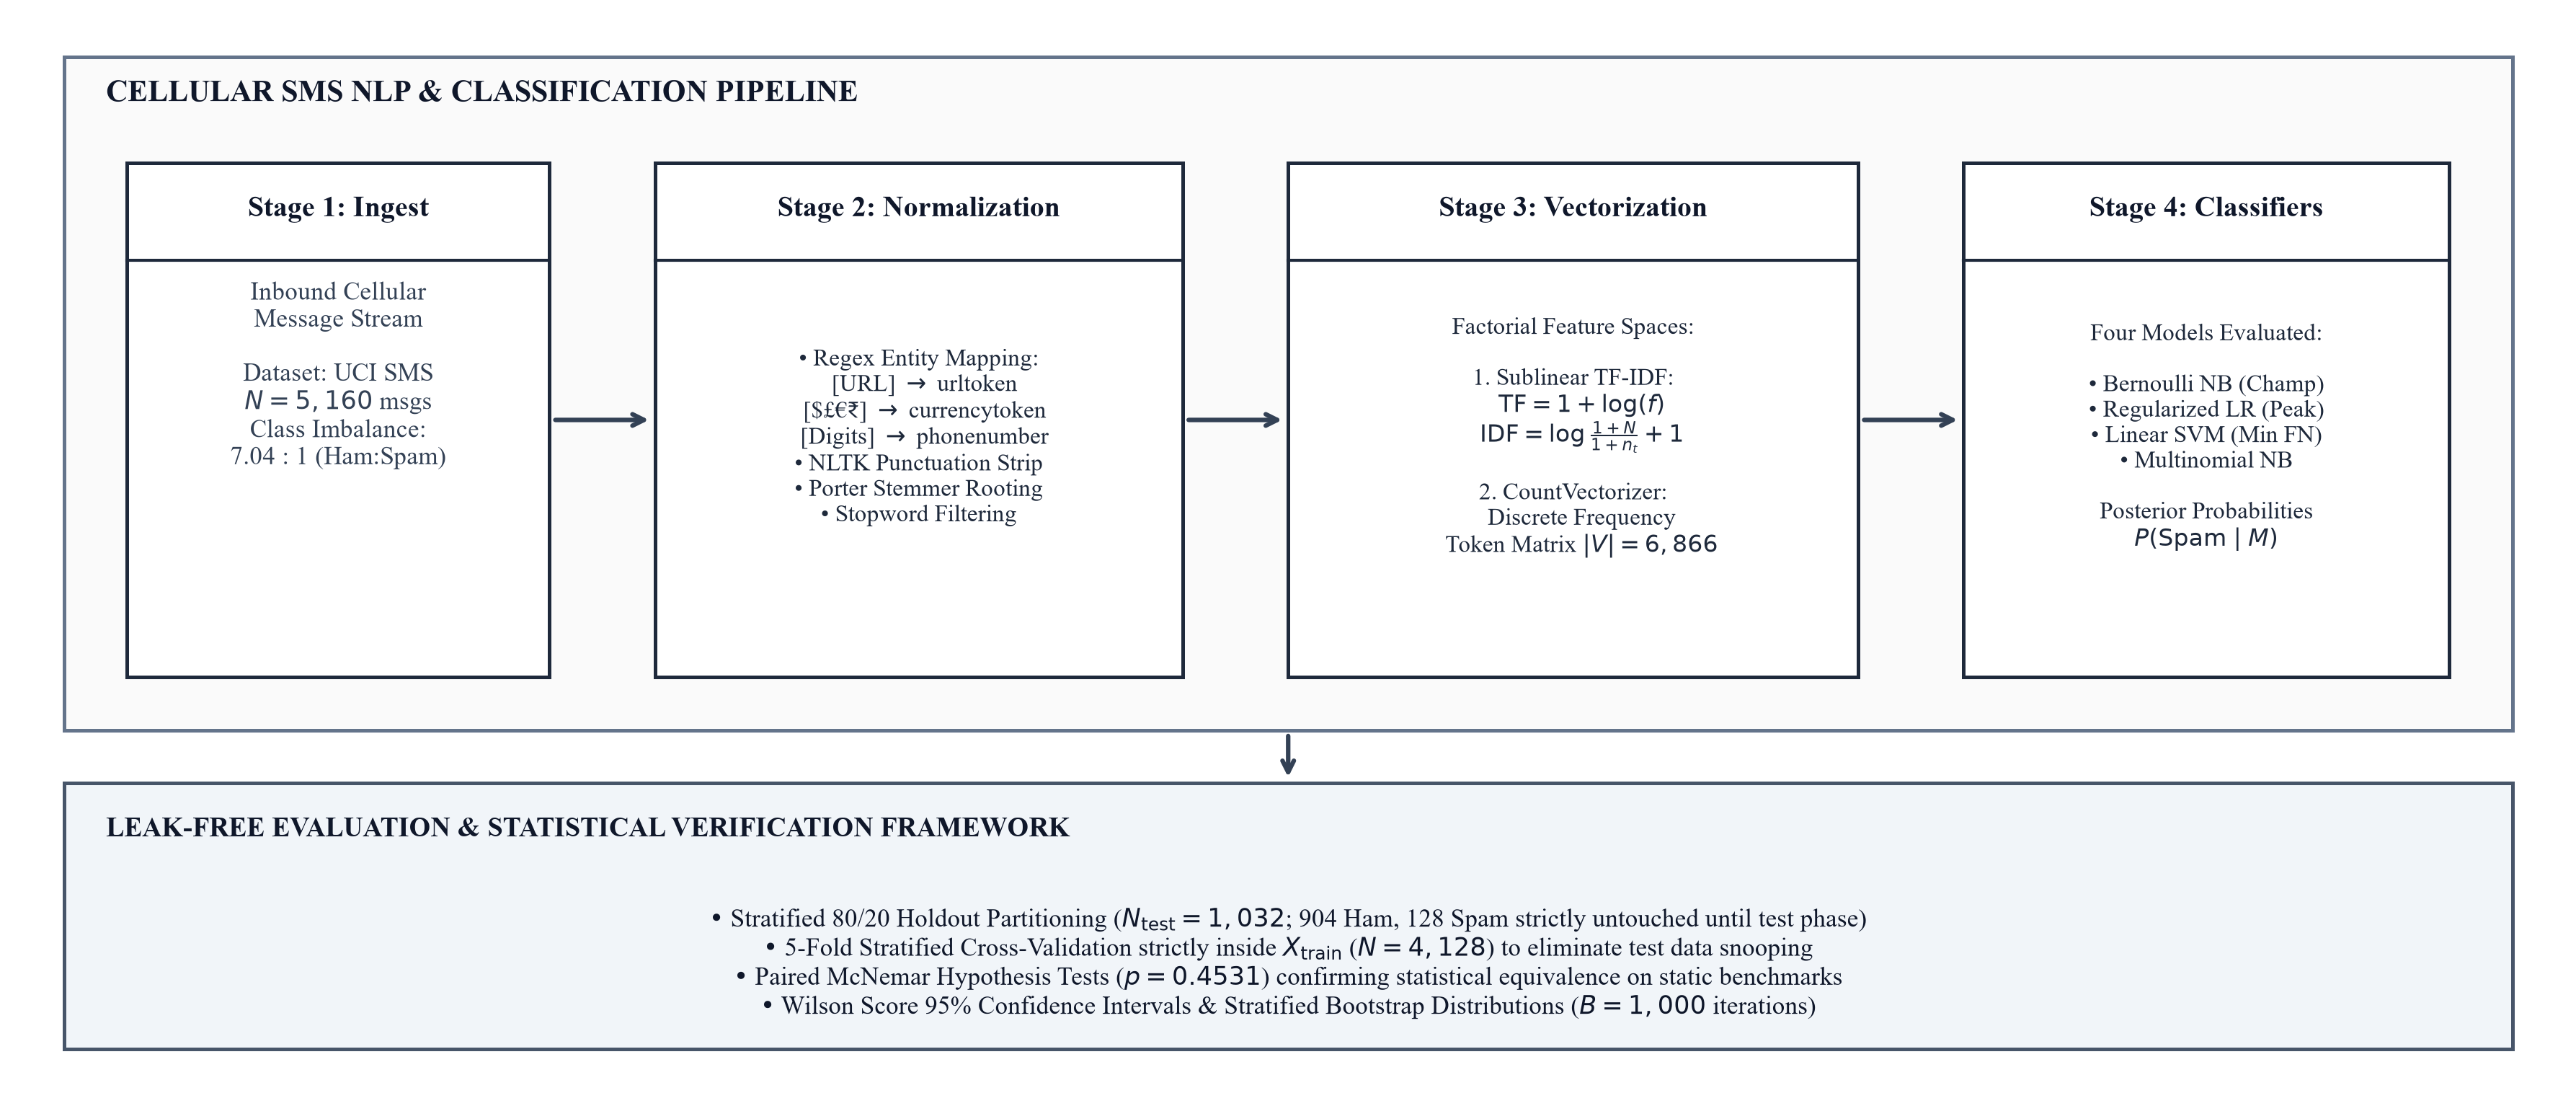 CELLULAR SMS NLP & CLASSIFICATION PIPELINE
Stage 1: Ingest
Inbound Cellular
Message Stream
Dataset: UCI SMS
N = 5, 160 msgs
Class Imbalance:
7.04 : 1 (Ham:Spam)
Stage 2: Normalization
• Regex Entity Mapping:
[URL] → urltoken
[$£€₹] → currencytoken
[Digits] → phonenumber
• NLTK Punctuation Strip
• Porter Stemmer Rooting
• Stopword Filtering
Stage 3: Vectorization
Factorial Feature Spaces:
1. Sublinear TF-IDF:
TF = 1 + log(f)
IDF = log \frac{1+N}{1+n_t} + 1
2. CountVectorizer:
Discrete Frequency
Token Matrix |V| = 6, 866
Stage 4: Classifiers
Four Models Evaluated:
• Bernoulli NB (Champ)
• Regularized LR (Peak)
• Linear SVM (Min FN)
• Multinomial NB
Posterior Probabilities
P(Spam | M)
LEAK-FREE EVALUATION & STATISTICAL VERIFICATION FRAMEWORK
• Stratified 80/20 Holdout Partitioning (N_test = 1, 032; 904 Ham, 128 Spam strictly untouched until test phase)
• 5-Fold Stratified Cross-Validation strictly inside X_train (N = 4, 128) to eliminate test data snooping
• Paired McNemar Hypothesis Tests (p = 0.4531) confirming statistical equivalence on static benchmarks
• Wilson Score 95% Confidence Intervals & Stratified Bootstrap Distributions (B = 1, 000 iterations)